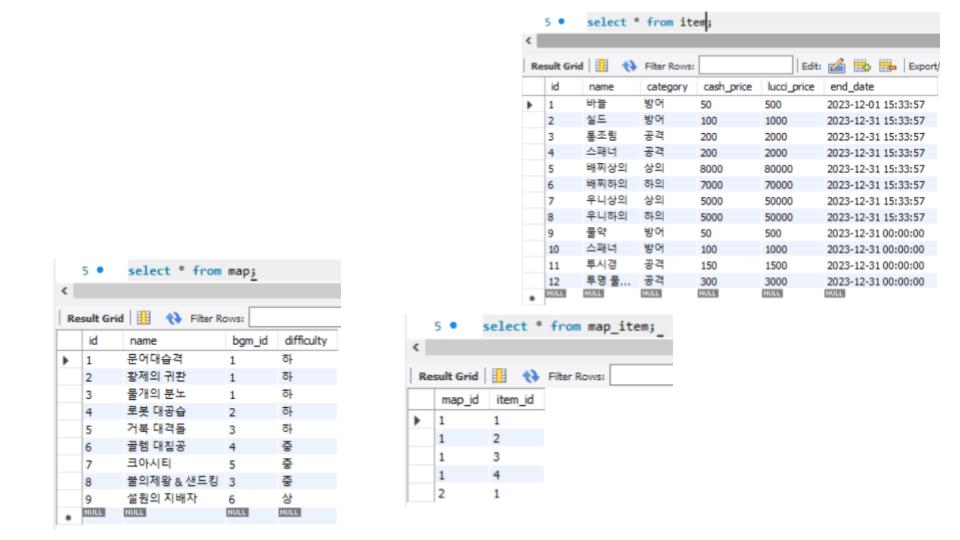 5 select * from item;
Result Grid Filter Rows: Edit: Export/
id name category cash_price lucci_price end_date
1 바늘 방어 50 500 2023-12-01 15:33:57
2 실드 방어 100 1000 2023-12-31 15:33:57
3 통조림 공격 200 2000 2023-12-31 15:33:57
4 스패너 공격 200 2000 2023-12-31 15:33:57
5 배찌상의 상의 8000 80000 2023-12-31 15:33:57
6 배찌하의 하의 7000 70000 2023-12-31 15:33:57
7 우니상의 상의 5000 50000 2023-12-31 15:33:57
8 우니하의 하의 5000 50000 2023-12-31 15:33:57
9 물약 방어 50 500 2023-12-31 00:00:00
10 스패너 방어 100 1000 2023-12-31 00:00:00
11 투시경 공격 150 1500 2023-12-31 00:00:00
12 투명 물... 공격 300 3000 2023-12-31 00:00:00
NULL NULL NULL NULL NULL NULL
5 select * from map;
Result Grid Filter Rows:
id name bgm_id difficulty
1 문어대습격 1 하
2 황제의 귀환 1 하
3 물개의 분노 1 하
4 로봇 대공습 2 하
5 거북 대격돌 3 하
6 골렘 대침공 4 중
7 크아시티 5 중
8 불의제왕 & 샌드킹 3 중
9 설원의 지배자 6 상
NULL NULL NULL NULL
5 select * from map_item;
Result Grid Filter Rows:
map_id item_id
1 1
1 2
1 3
1 4
2 1